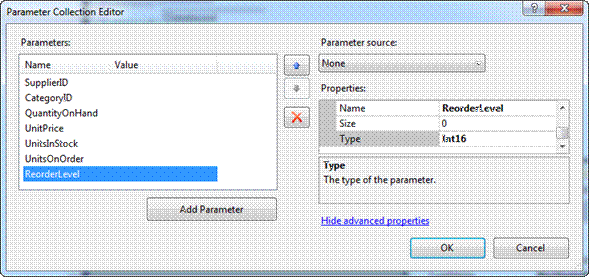 Parameter Collection Editor
Parameters:
Name Value
SupplierID
CategoryID
QuantityOnHand
UnitPrice
UnitsInStock
UnitsOnOrder
ReorderLevel
Add Parameter
Parameter source:
None
Properties:
Name ReorderLevel
Size 0
Type Int16
Type
The type of the parameter.
Hide advanced properties
OK Cancel